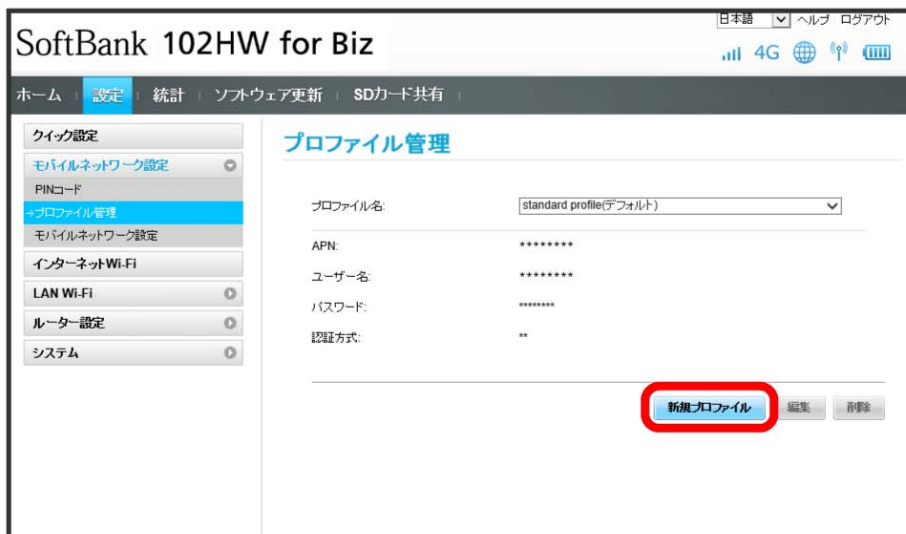 日本語 ヘルプ ログアウト
SoftBank 102HW for Biz
4G
ホーム 設定 統計 ソフトウェア更新 SDカード共有
クイック設定
モバイルネットワーク設定
PINコード
→プロファイル管理
モバイルネットワーク設定
インターネットWi-Fi
LAN Wi-Fi
ルーター設定
システム
プロファイル管理
プロファイル名: standard profile(デフォルト)
APN: ********
ユーザー名: ********
パスワード: ********
認証方式: **
新規プロファイル 編集 削除